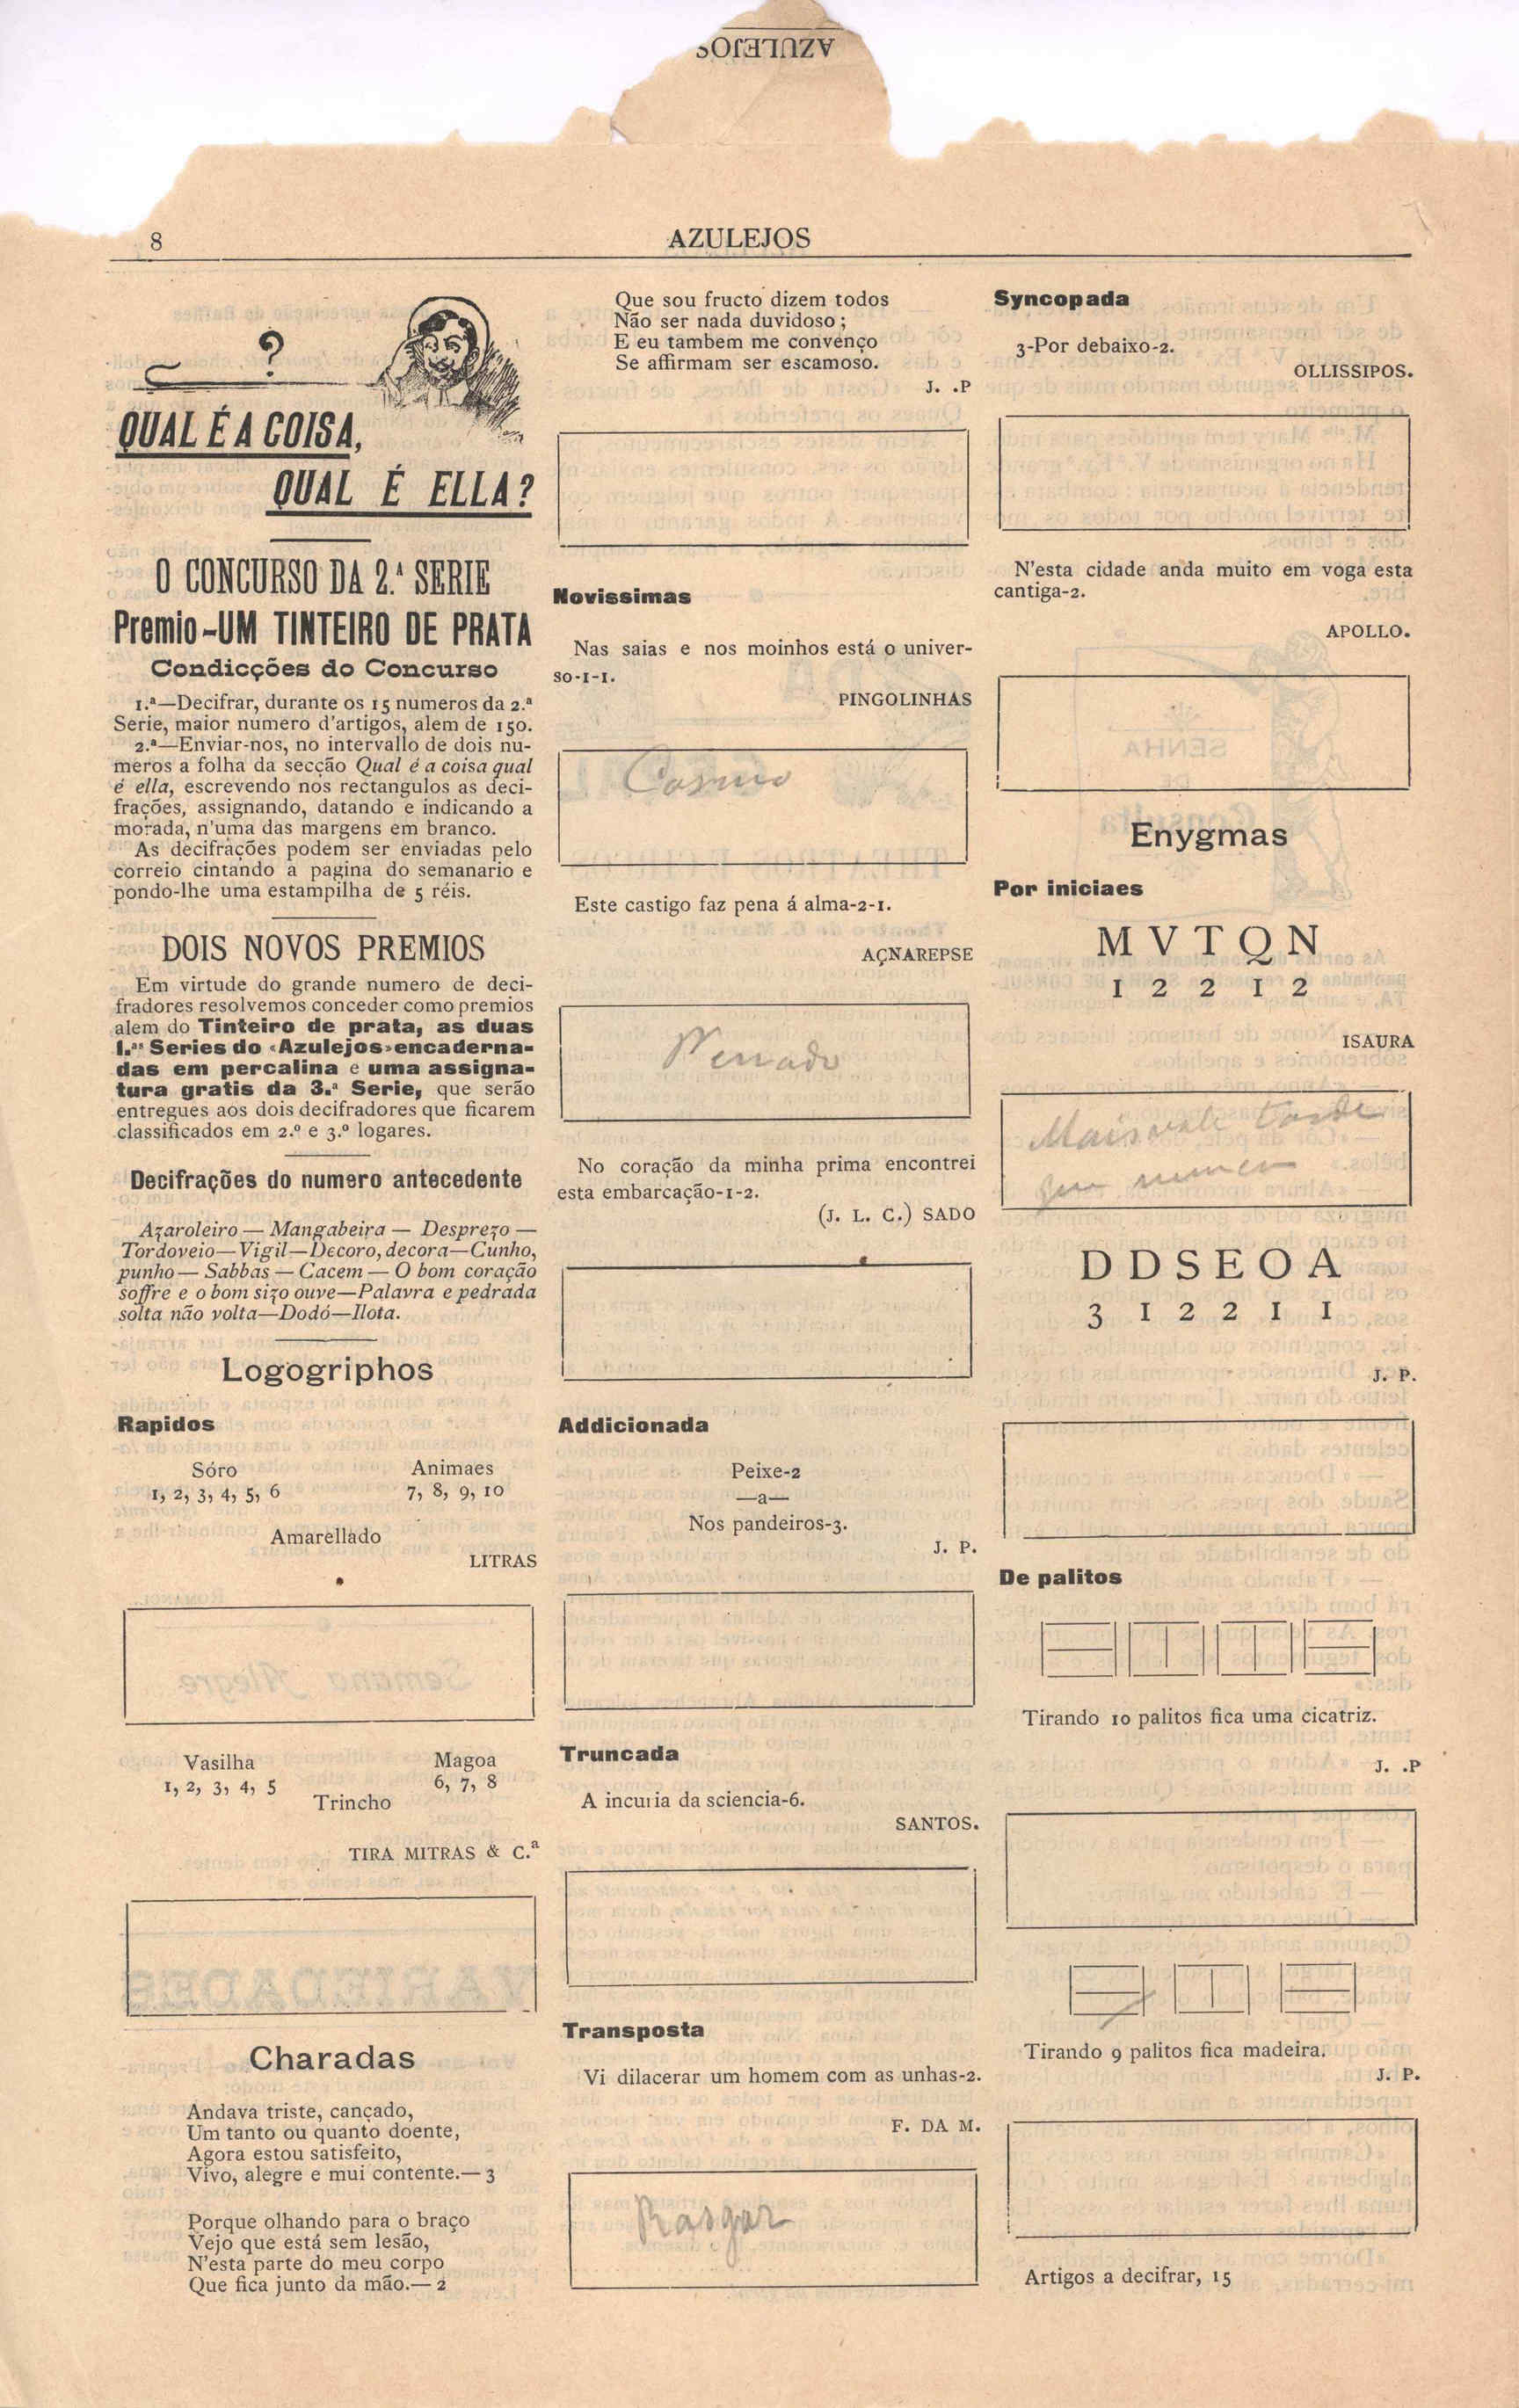 AZULEJOS
8
AZULEJOS
?
QUAL É A COISA,
QUAL É ELLA?
O CONCURSO DA 2.ª SERIE
Premio-UM TINTEIRO DE PRATA
Condicções do Concurso
1.ª—Decifrar, durante os 15 numeros da 2.ª
Serie, maior numero d'artigos, alem de 150.
2.ª—Enviar-nos, no intervallo de dois nu-
meros a folha da secção Qual é a coisa qual
é ella, escrevendo nos rectangulos as deci-
frações, assignando, datando e indicando a
morada, n'uma das margens em branco.
As decifrações podem ser enviadas pelo
correio cintando a pagina do semanario e
pondo-lhe uma estampilha de 5 réis.
DOIS NOVOS PREMIOS
Em virtude do grande numero de deci-
fradores resolvemos conceder como premios
alem do Tinteiro de prata, as duas
1.ªˢ Series do «Azulejos» encaderna-
das em percalina e uma assigna-
tura gratis da 3.ª Serie, que serão
entregues aos dois decifradores que ficarem
classificados em 2.º e 3.º logares.
Decifrações do numero antecedente
Azaroleiro — Mangabeira — Desprezo —
Tordoveio—Vigil—Decoro, decora—Cunho,
punho — Sabbas — Cacem — O bom coração
soffre e o bom sizo ouve—Palavra e pedrada
solta não volta—Dodó—Ilota.
Logogriphos
Rapidos
Sóro Animaes
1, 2, 3, 4, 5, 6 7, 8, 9, 10
Amarellado
LITRAS
Vasilha Magoa
1, 2, 3, 4, 5 6, 7, 8
Trincho
TIRA MITRAS & C.ª
Charadas
Andava triste, cançado,
Um tanto ou quanto doente,
Agora estou satisfeito,
Vivo, alegre e mui contente.— 3
Porque olhando para o braço
Vejo que está sem lesão,
N'esta parte do meu corpo
Que fica junto da mão.— 2
Que sou fructo dizem todos
Não ser nada duvidoso;
E eu tambem me convenço
Se affirmam ser escamoso.
J. .P
Novissimas
Nas saias e nos moinhos está o univer-
so-1-1.
PINGOLINHAS
Cosmo
Este castigo faz pena á alma-2-1.
AÇNAREPSE
Penado
No coração da minha prima encontrei
esta embarcação-1-2.
(J. L. C.) SADO
Addicionada
Peixe-2
—a—
Nos pandeiros-3.
J. P.
Truncada
A incuria da sciencia-6.
SANTOS.
Transposta
Vi dilacerar um homem com as unhas-2.
F. DA M.
Rasgar
Syncopada
3-Por debaixo-2.
OLLISSIPOS.
N'esta cidade anda muito em voga esta
cantiga-2.
APOLLO.
Enygmas
Por iniciaes
M V T Q N
1 2 2 1 2
ISAURA
Mais vale tarde
que nunca
D D S E O A
3 1 2 2 1 1
J. P.
De palitos
Tirando 10 palitos fica uma cicatriz.
J. .P
Tirando 9 palitos fica madeira.
J. P.
Artigos a decifrar, 15